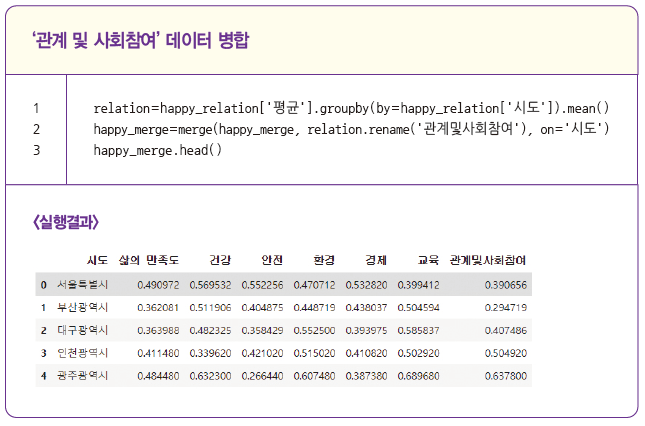 ‘관계 및 사회참여’ 데이터 병합
1 relation=happy_relation['평균'].groupby(by=happy_relation['시도']).mean()
2 happy_merge=merge(happy_merge, relation.rename('관계및사회참여'), on='시도')
3 happy_merge.head()
〈실행결과〉
시도 삶의 만족도 건강 안전 환경 경제 교육 관계및사회참여
0 서울특별시 0.490972 0.569532 0.552256 0.470712 0.532820 0.399412 0.390656
1 부산광역시 0.362081 0.511906 0.404875 0.448719 0.438037 0.504594 0.294719
2 대구광역시 0.363988 0.482325 0.358429 0.552500 0.393975 0.585837 0.407486
3 인천광역시 0.411480 0.339620 0.421020 0.515020 0.410820 0.502920 0.504920
4 광주광역시 0.484480 0.632300 0.266440 0.607480 0.387380 0.689680 0.637800